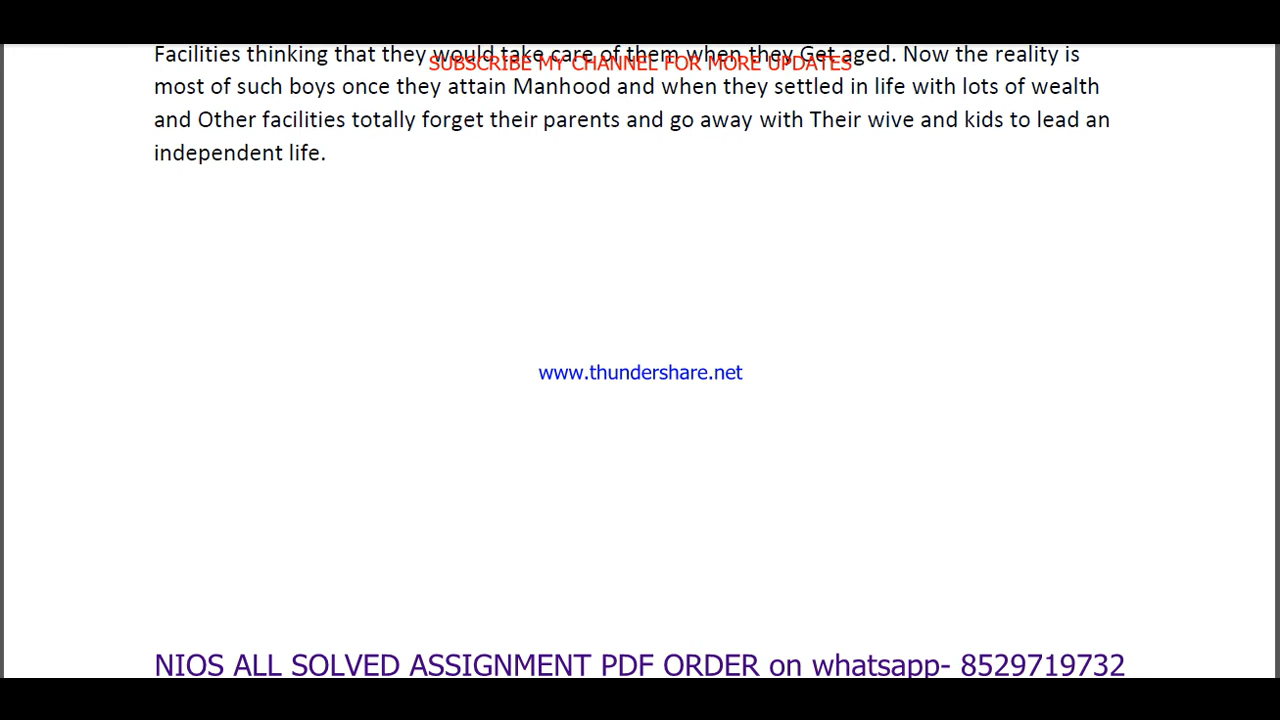 Facilities thinking that they would take care of them when they Get aged. Now the reality is
SUBSCRIBE MY CHANNEL FOR MORE UPDATES
most of such boys once they attain Manhood and when they settled in life with lots of wealth
and Other facilities totally forget their parents and go away with Their wive and kids to lead an
independent life.
www.thundershare.net
NIOS ALL SOLVED ASSIGNMENT PDF ORDER on whatsapp- 8529719732